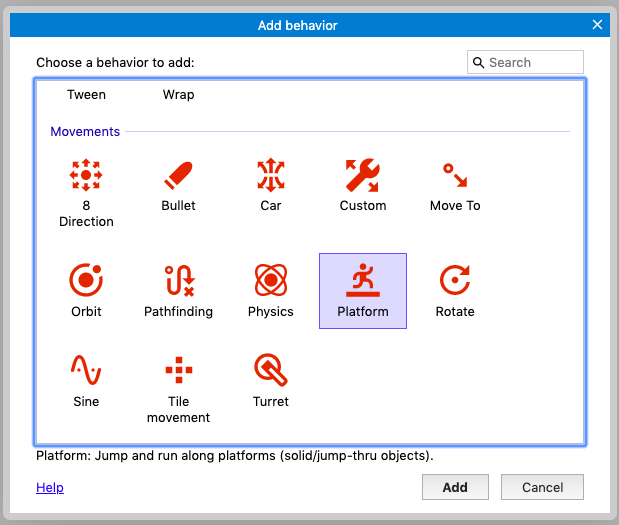 Add behavior
Choose a behavior to add:
Search
Tween
Wrap
Movements
8
Direction
Bullet
Car
Custom
Move To
Orbit
Pathfinding
Physics
Platform
Rotate
Sine
Tile
movement
Turret
Platform: Jump and run along platforms (solid/jump-thru objects).
Help
Add
Cancel